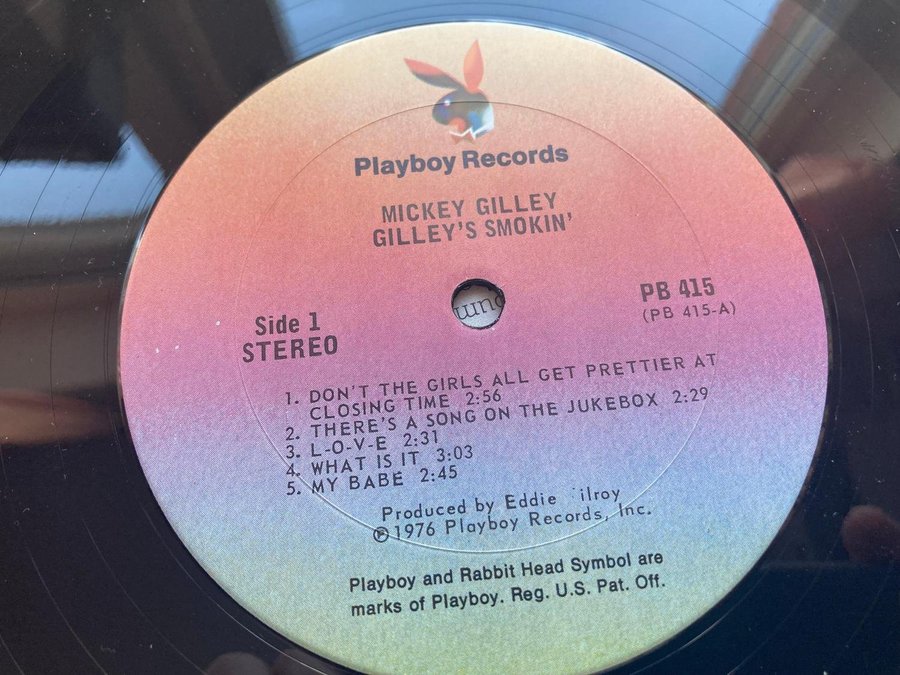 Playboy Records
MICKEY GILLEY
GILLEY'S SMOKIN'
Side 1
STEREO
PB 415
(PB 415-A)
1. DON'T THE GIRLS ALL GET PRETTIER AT
CLOSING TIME 2:56
2. THERE'S A SONG ON THE JUKEBOX 2:29
3. L-O-V-E 2:31
4. WHAT IS IT 3:03
5. MY BABE 2:45
Produced by Eddie ilroy
Ⓟ1976 Playboy Records, Inc.
Playboy and Rabbit Head Symbol are
marks of Playboy. Reg. U.S. Pat. Off.